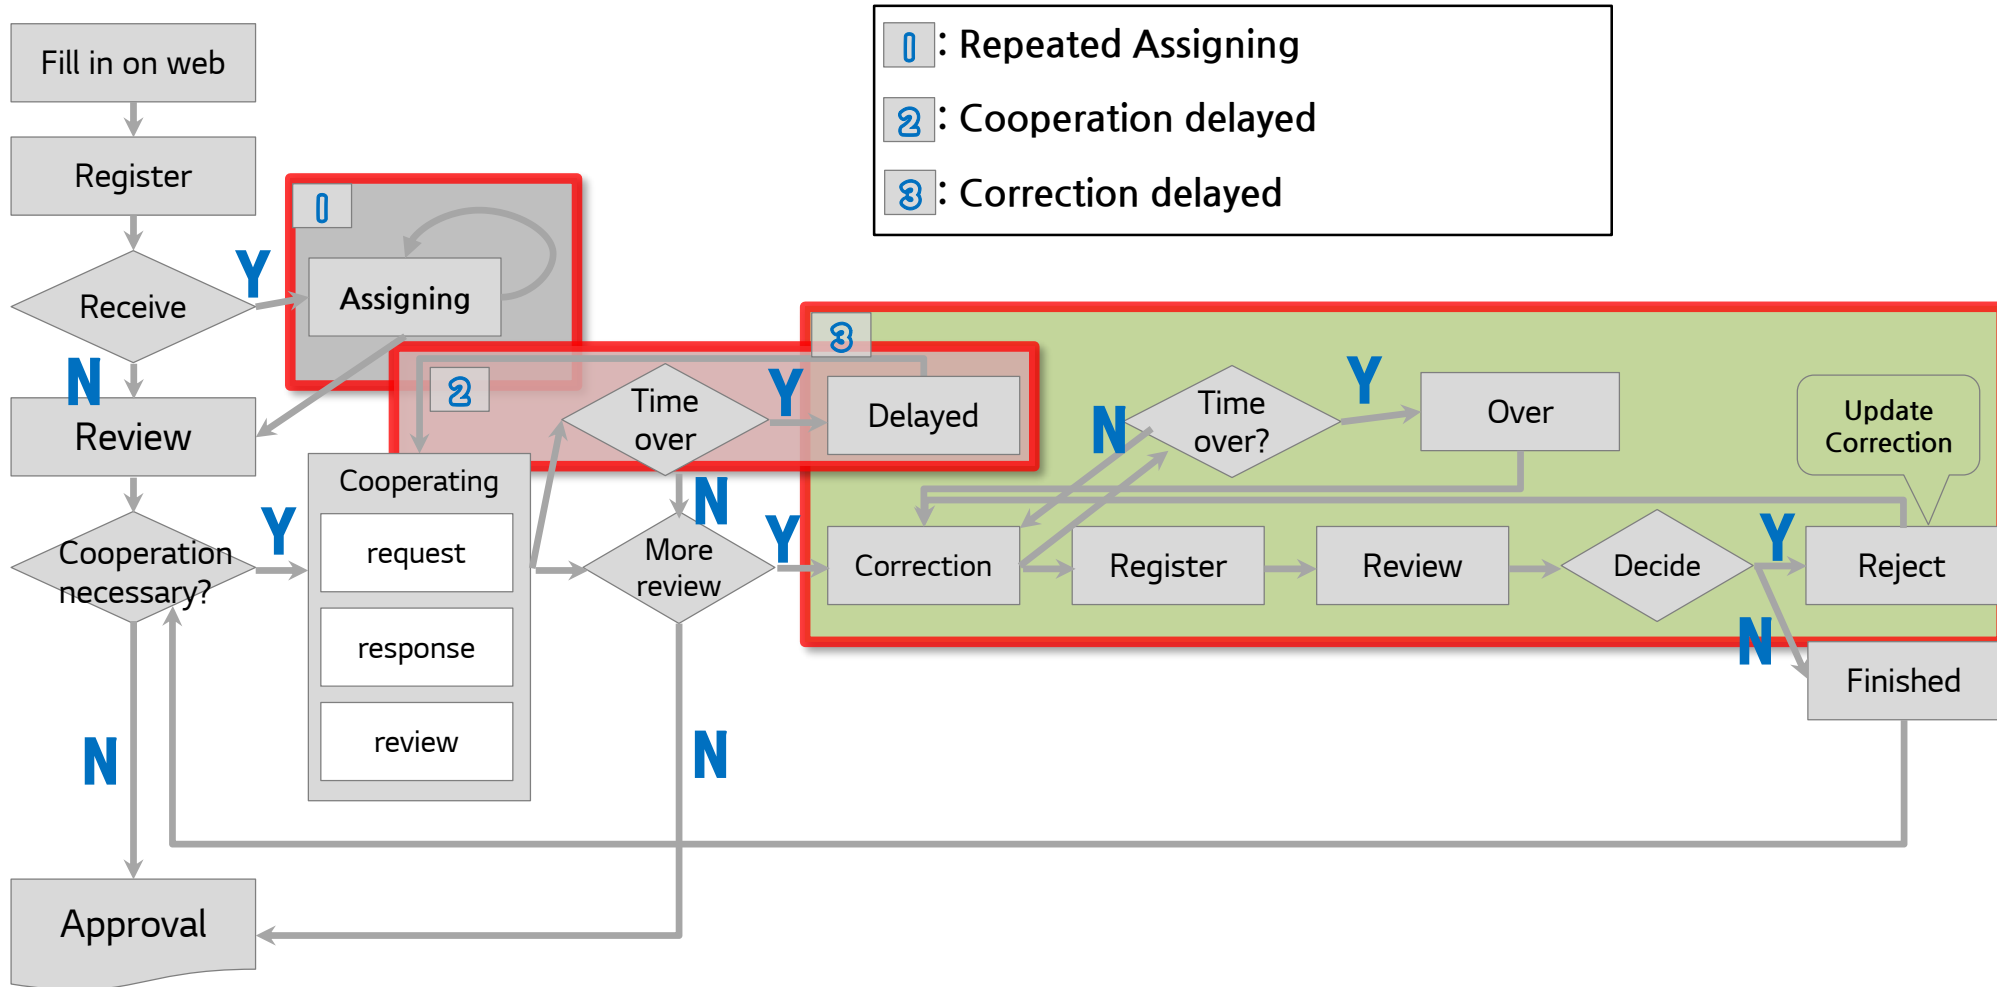 Fill in on web
1 : Repeated Assigning
2 : Cooperation delayed
3 : Correction delayed
Register
1
Y
Receive
Assigning
N
3
2
Time
over
Y
Delayed
N
Time
over?
Y
Over
Update
Correction
Review
Cooperating
N
Y
Y
Y
Cooperation
necessary?
request
More
review
Correction
Register
Review
Decide
Reject
response
N
Finished
review
N
N
Approval